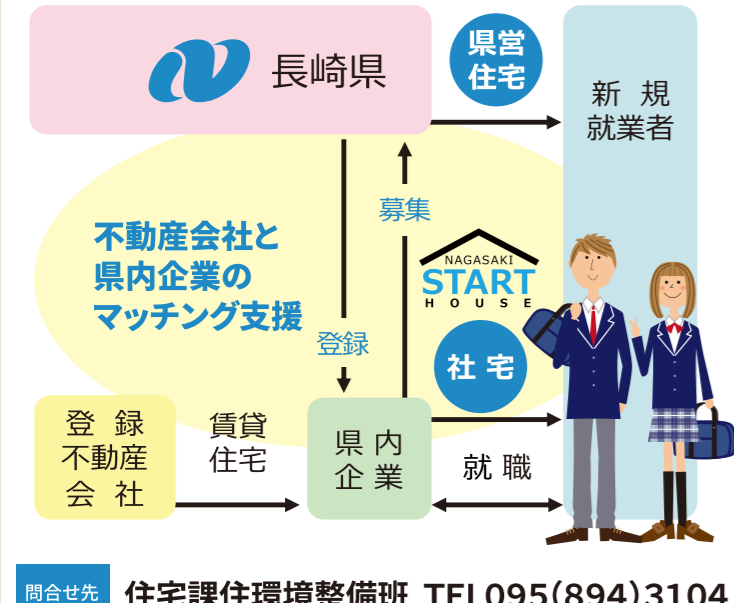 長崎県
県営
住宅
新規
就業者
募集
不動産会社と
県内企業の
マッチング支援
NAGASAKI
START
HOUSE
登録
社宅
登録
不動産
会社
賃貸
住宅
県内
企業
就職
問合せ先
住宅課住環境整備班 TEL095(894)3104